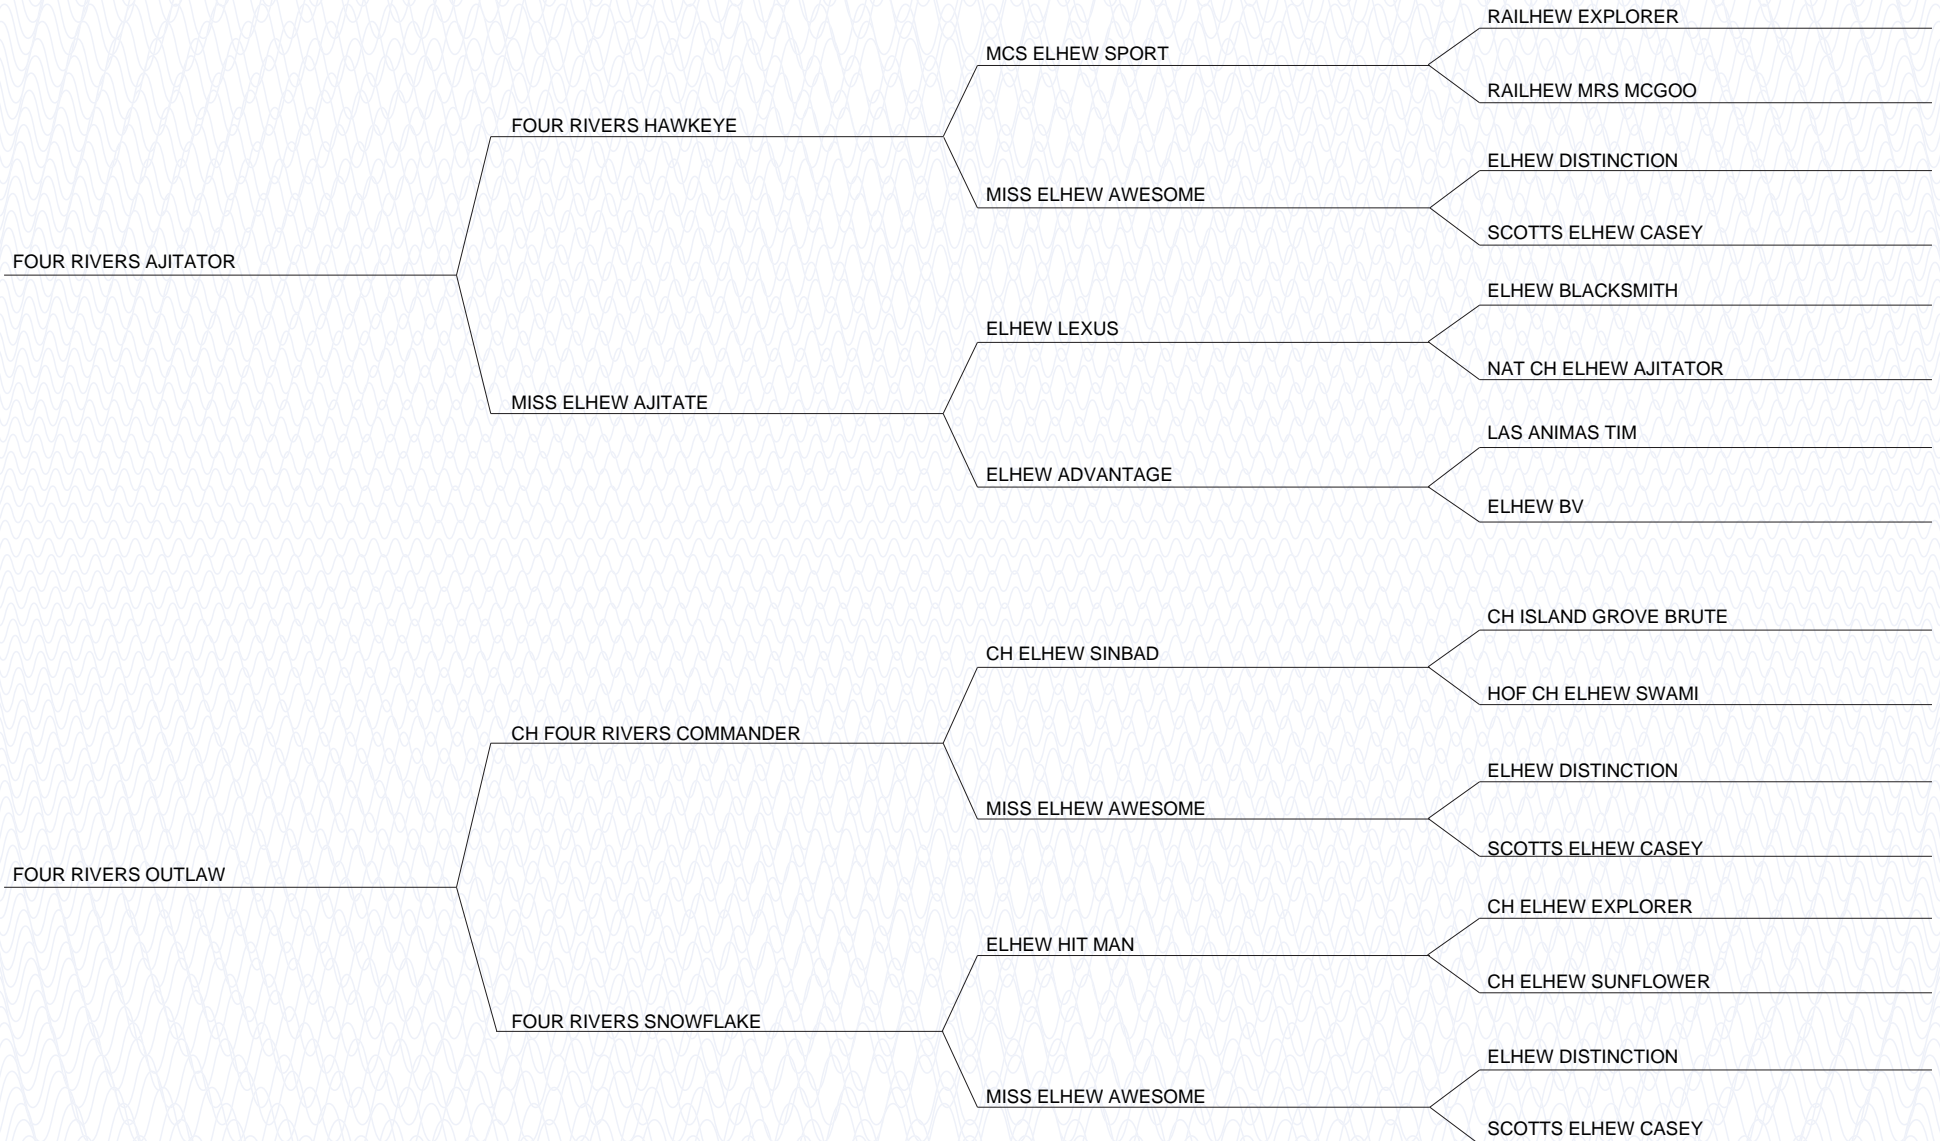 RAILHEW EXPLORER
MCS ELHEW SPORT
RAILHEW MRS MCGOO
FOUR RIVERS HAWKEYE
ELHEW DISTINCTION
MISS ELHEW AWESOME
SCOTTS ELHEW CASEY
FOUR RIVERS AJITATOR
ELHEW BLACKSMITH
ELHEW LEXUS
NAT CH ELHEW AJITATOR
MISS ELHEW AJITATE
LAS ANIMAS TIM
ELHEW ADVANTAGE
ELHEW BV
CH ISLAND GROVE BRUTE
CH ELHEW SINBAD
HOF CH ELHEW SWAMI
CH FOUR RIVERS COMMANDER
ELHEW DISTINCTION
MISS ELHEW AWESOME
SCOTTS ELHEW CASEY
FOUR RIVERS OUTLAW
CH ELHEW EXPLORER
ELHEW HIT MAN
CH ELHEW SUNFLOWER
FOUR RIVERS SNOWFLAKE
ELHEW DISTINCTION
MISS ELHEW AWESOME
SCOTTS ELHEW CASEY